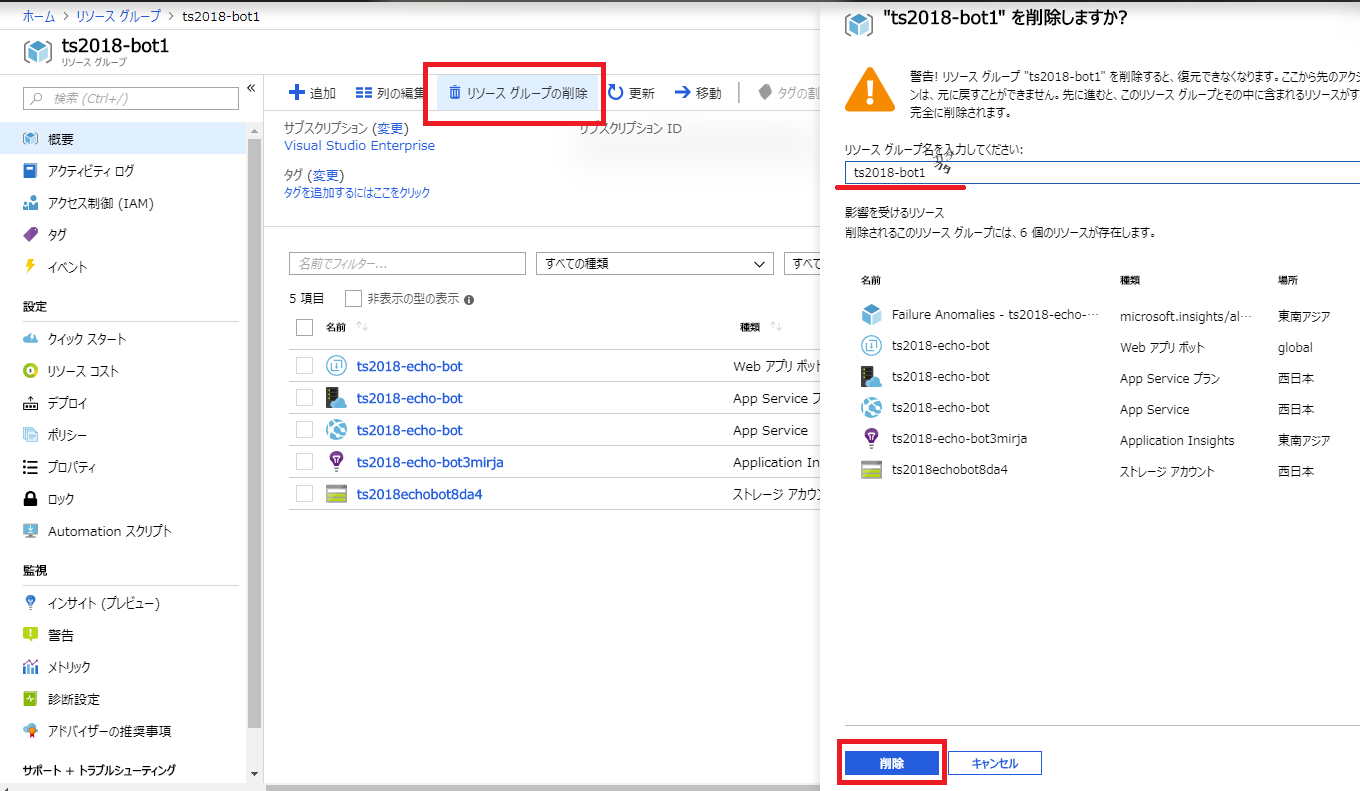 ホーム > リソース グループ > ts2018-bot1
ts2018-bot1
リソース グループ
検索 (Ctrl+/)
概要
アクティビティ ログ
アクセス制御 (IAM)
タグ
イベント
設定
クイック スタート
リソース コスト
デプロイ
ポリシー
プロパティ
ロック
Automation スクリプト
監視
インサイト (プレビュー)
警告
メトリック
診断設定
アドバイザーの推奨事項
サポート + トラブルシューティング
追加 列の編集 リソース グループの削除 更新 移動 タグの割
サブスクリプション (変更) サブスクリプション ID
Visual Studio Enterprise
タグ (変更)
タグを追加するにはここをクリック
名前でフィルター... すべての種類 すべて
5 項目 非表示の型の表示
名前 種類
ts2018-echo-bot Web アプリ ボット
ts2018-echo-bot App Service プ
ts2018-echo-bot App Service
ts2018-echo-bot3mirja Application In
ts2018echobot8da4 ストレージ アカウン
"ts2018-bot1" を削除しますか?
警告! リソース グループ "ts2018-bot1" を削除すると、復元できなくなります。ここから先のアクシ
ンは、元に戻すことができません。先に進むと、このリソース グループとその中に含まれるリソースがす
完全に削除されます。
リソース グループ名を入力してください:
ts2018-bot1
影響を受けるリソース
削除されるこのリソース グループには、6 個のリソースが存在します。
名前 種類 場所
Failure Anomalies - ts2018-echo-··· microsoft.insights/al··· 東南アジア
ts2018-echo-bot Web アプリ ボット global
ts2018-echo-bot App Service プラン 西日本
ts2018-echo-bot App Service 西日本
ts2018-echo-bot3mirja Application Insights 東南アジア
ts2018echobot8da4 ストレージ アカウント 西日本
削除 キャンセル